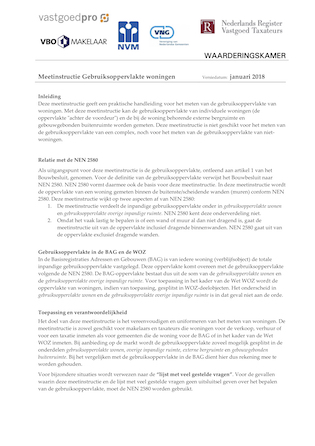 vastgoedpro
VBO MAKELAAR
NVM
VNG
Nederlands Register
Vastgoed Taxateurs
WAARDERINGSKAMER
Meetinstructie Gebruiksoppervlakte woningen Versiedatum: januari 2018
Inleiding
Deze meetinstructie geeft een praktische handleiding voor het meten van de gebruiksoppervlakte van
woningen. Met deze meetinstructie kan de gebruiksoppervlakte van individuele woningen (de
oppervlakte 'achter de voordeur') en de bij de woning behorende externe bergruimte en
gebouwgebonden buitenruimte worden gemeten. Deze meetinstructie is niet geschikt voor het meten van
de gebruiksoppervlakte van een complex, noch voor het meten van de gebruiksoppervlakte van niet-
woningen.
Relatie met de NEN 2580
Als uitgangspunt voor deze meetinstructie is de gebruiksoppervlakte, ontleend aan artikel 1 van het
Bouwbesluit, genomen. Voor de definitie van de gebruiksoppervlakte verwijst het Bouwbesluit naar
NEN 2580. NEN 2580 vormt daarmee ook de basis voor deze meetinstructie. In deze meetinstructie wordt
de oppervlakte van een woning gemeten binnen de buitenste/scheidende wanden (muren) conform NEN
2580. Deze meetinstructie wijkt op twee aspecten af van NEN 2580:
1. De meetinstructie verdeelt de inpandige gebruiksoppervlakte onder in gebruiksoppervlakte wonen
en gebruiksoppervlakte overige inpandige ruimte. NEN 2580 kent deze onderverdeling niet.
2. Omdat het vaak lastig te bepalen is of een wand of muur al dan niet dragend is, gaat de
meetinstructie uit van de oppervlakte inclusief dragende binnenwanden. NEN 2580 gaat uit van
de oppervlakte exclusief dragende wanden.
Gebruiksoppervlakte in de BAG en de WOZ
In de Basisregistraties Adressen en Gebouwen (BAG) is van iedere woning (verblijfsobject) de totale
inpandige gebruiksoppervlakte vastgelegd. Deze oppervlakte komt overeen met de gebruiksoppervlakte
volgende de NEN 2580. De BAG-oppervlakte bestaat dus uit de som van de gebruiksoppervlakte wonen en
de gebruiksoppervlakte overige inpandige ruimte. Voor toepassing in het kader van de Wet WOZ wordt de
oppervlakte van woningen, indien van toepassing, gesplitst in WOZ-deelobjecten. Het onderscheid in
gebruiksoppervlakte wonen en gebruiksoppervlakte overige inpandige ruimte is in dat geval niet aan de orde.
Toepassing en verantwoordelijkheid
Het doel van deze meetinstructie is het vereenvoudigen en uniformeren van het meten van woningen. De
meetinstructie is zowel geschikt voor makelaars en taxateurs die woningen voor de verkoop, verhuur of
voor een taxatie inmeten als voor gemeenten die de woning voor de BAG of in het kader van de Wet
WOZ inmeten. Bij aanbieding op de markt wordt de gebruiksoppervlakte zoveel mogelijk gesplitst in de
onderdelen gebruiksoppervlakte wonen, overige inpandige ruimte, externe bergruimte en gebouwgebonden
buitenruimte. Bij het vergelijken met de gebruiksoppervlakte in de BAG dient hier dus rekening mee te
worden gehouden.
Voor bijzondere situaties wordt verwezen naar de "lijst met veel gestelde vragen". Voor de gevallen
waarin deze meetinstructie en de lijst met veel gestelde vragen geen uitsluitsel geven over het bepalen
van de gebruiksoppervlakte, moet de NEN 2580 worden gebruikt.